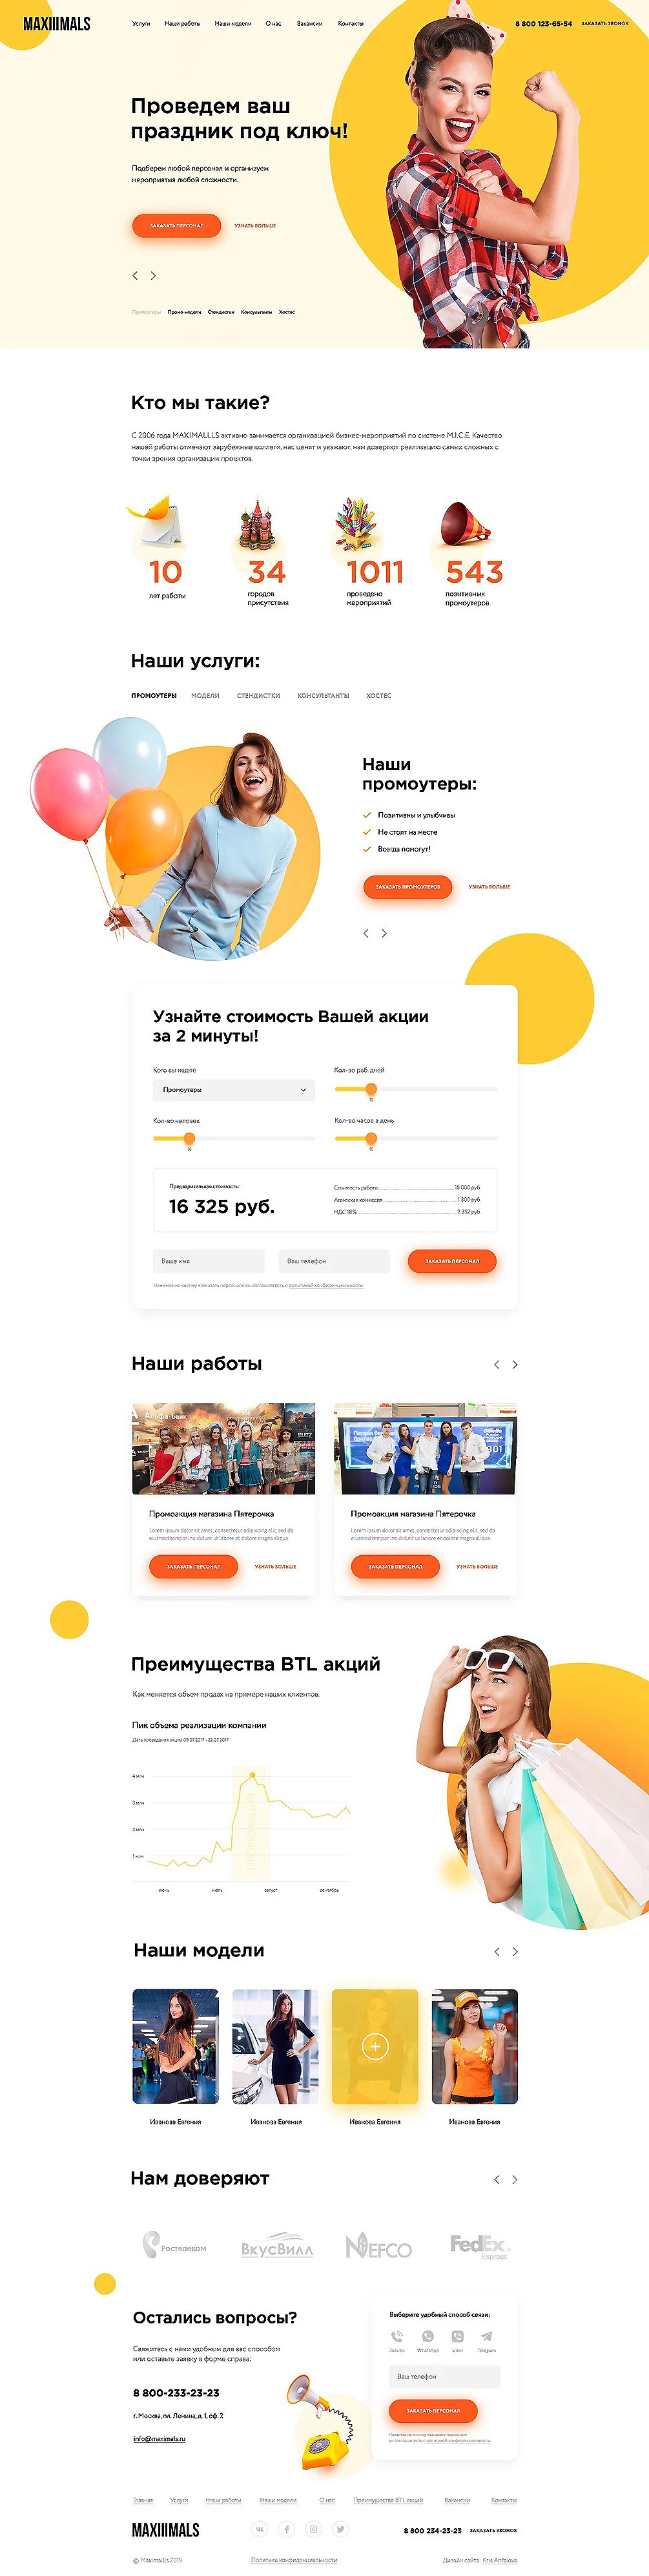 MAXIIIMALS
Услуги Наши работы Наши модели О нас Вакансии Контакты
8 800 123-65-54 ЗАКАЗАТЬ ЗВОНОК
Проведем ваш
праздник под ключ!
Подберем любой персонал и организуем
мероприятия любой сложности.
ЗАКАЗАТЬ ПЕРСОНАЛ УЗНАТЬ БОЛЬШЕ
Промоутеры Промо-модели Стендистки Консультанты Хостес
Кто мы такие?
С 2006 года MAXIMALLLS активно занимается организацией бизнес-мероприятий по системе M.I.C.E. Качество
нашей работы отмечают зарубежные коллеги, нас ценят и уважают, нам доверяют реализацию самых сложных с
точки зрения организации проектов.
10 34 1011 543
лет работы
городов
присутствия
проведено
мероприятий
позитивных
промоутеров
Наши услуги:
ПРОМОУТЕРЫ МОДЕЛИ СТЕНДИСТКИ КОНСУЛЬТАНТЫ ХОСТЕС
Наши
промоутеры:
Позитивны и улыбчивы
Не стоят на месте
Всегда помогут!
ЗАКАЗАТЬ ПРОМОУТЕРОВ УЗНАТЬ БОЛЬШЕ
Узнайте стоимость Вашей акции
за 2 минуты!
Кого вы ищете Кол-во раб. дней
Промоутеры
10
Кол-во человек Кол-во часов в день
10 10
Предварительная стоимость:
16 325 руб.
Стоимость работы 15 000 руб.
Агентская комиссия 1 300 руб.
НДС 18% 2 352 руб.
Ваше имя Ваш телефон ЗАКАЗАТЬ ПЕРСОНАЛ
Нажимая на кнопку «заказать персонал» вы соглашаетесь с политикой конфиденциальности
Наши работы
Альфа-Банк
Gillette
Промоакция магазина Пятерочка
Lorem ipsum dolor sit amet, consectetur adipiscing elit, sed do
eiusmod tempor incididunt ut labore et dolore magna aliqua.
ЗАКАЗАТЬ ПЕРСОНАЛ УЗНАТЬ БОЛЬШЕ
Промоакция магазина Пятерочка
Lorem ipsum dolor sit amet, consectetur adipiscing elit, sed do
eiusmod tempor incididunt ut labore et dolore magna aliqua.
ЗАКАЗАТЬ ПЕРСОНАЛ УЗНАТЬ БОЛЬШЕ
Преимущества BTL акций
Как меняется объем продаж на примере наших клиентов.
Пик объема реализации компании
Дата проведения акции 09.07.2017 - 22.07.2017
4 млн
3 млн
2 млн
1 млн
июнь июль август сентябрь
Наши модели
Иванова Евгения Иванова Евгения Иванова Евгения Иванова Евгения
Нам доверяют
Ростелеком ВкусВилл NEFCO FedEx Express
Остались вопросы?
Свяжитесь с нами удобным для вас способом
или оставьте заявку в форме справа:
8 800-233-23-23
г. Москва, пл. Ленина, д. 1, оф. 2
info@maximals.ru
Выберите удобный способ связи:
Звонок WhatsApp Viber Telegram
Ваш телефон
ЗАКАЗАТЬ ПЕРСОНАЛ
Нажимая на кнопку «заказать персонал»
вы соглашаетесь с политикой конфиденциальности
Главная Услуги Наши работы Наши модели О нас Преимущества BTL акций Вакансии Контакты
MAXIIIMALS
8 800 234-23-23 ЗАКАЗАТЬ ЗВОНОК
© Maximallls 2019 Политика конфиденциальности Дизайн сайта: Kris Anfalova